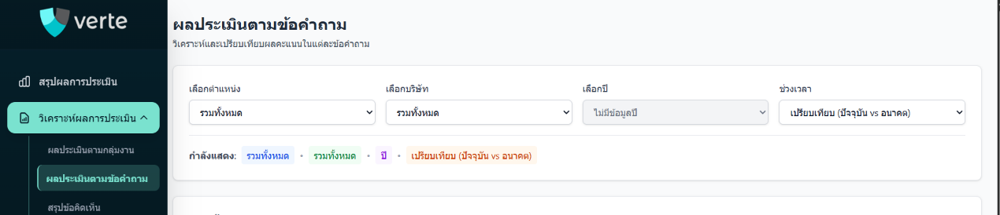 verte
ผลประเมินตามข้อคำถาม
วิเคราะห์และเปรียบเทียบผลคะแนนในแต่ละข้อคำถาม
สรุปผลการประเมิน
วิเคราะห์ผลการประเมิน
ผลประเมินตามกลุ่มงาน
ผลประเมินตามข้อคำถาม
สรุปข้อคิดเห็น
เลือกตำแหน่ง เลือกบริษัท เลือกปี ช่วงเวลา
รวมทั้งหมด รวมทั้งหมด ไม่มีข้อมูลปี เปรียบเทียบ (ปัจจุบัน vs อนาคต)
กำลังแสดง: รวมทั้งหมด • รวมทั้งหมด • ปี • เปรียบเทียบ (ปัจจุบัน vs อนาคต)